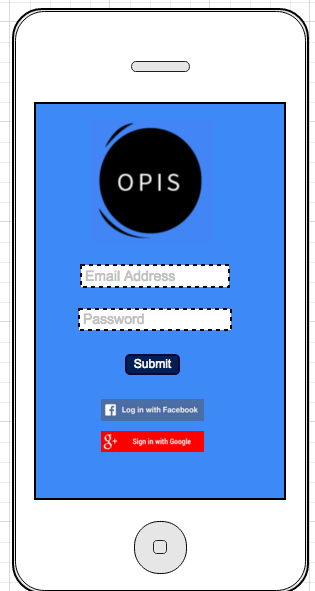 OPIS
Email Address
Password
Submit
Log in with Facebook
g+ Sign in with Google